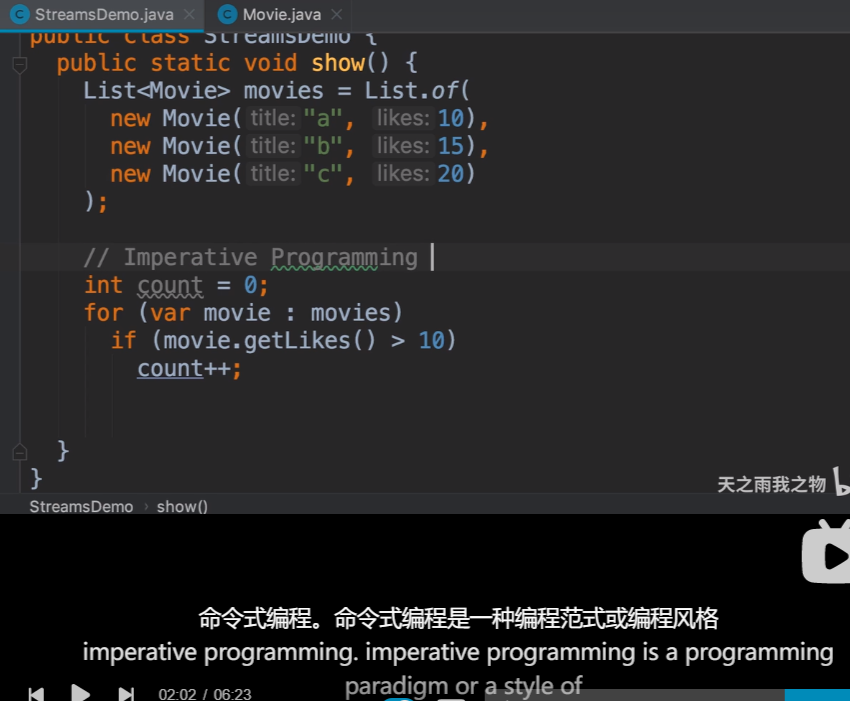 StreamsDemo.java Movie.java
public class StreamsDemo {
public static void show() {
List<Movie> movies = List.of(
new Movie( title: "a", likes: 10),
new Movie( title: "b", likes: 15),
new Movie( title: "c", likes: 20)
);
// Imperative Programming
int count = 0;
for (var movie : movies)
if (movie.getLikes() > 10)
count++;
}
}
天之雨我之物 b
StreamsDemo › show()
命令式编程。命令式编程是一种编程范式或编程风格
imperative programming. imperative programming is a programming
paradigm or a style of
02:02 / 06:23